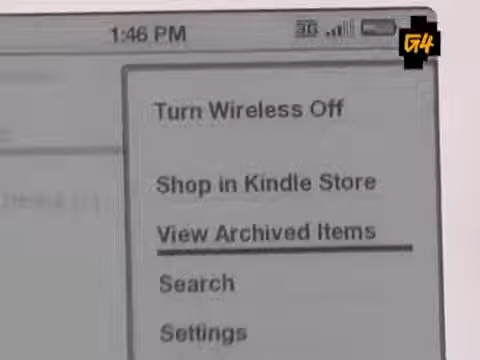 1:46 PM 3G
G4
Turn Wireless Off
Shop in Kindle Store
View Archived Items
Search
Settings